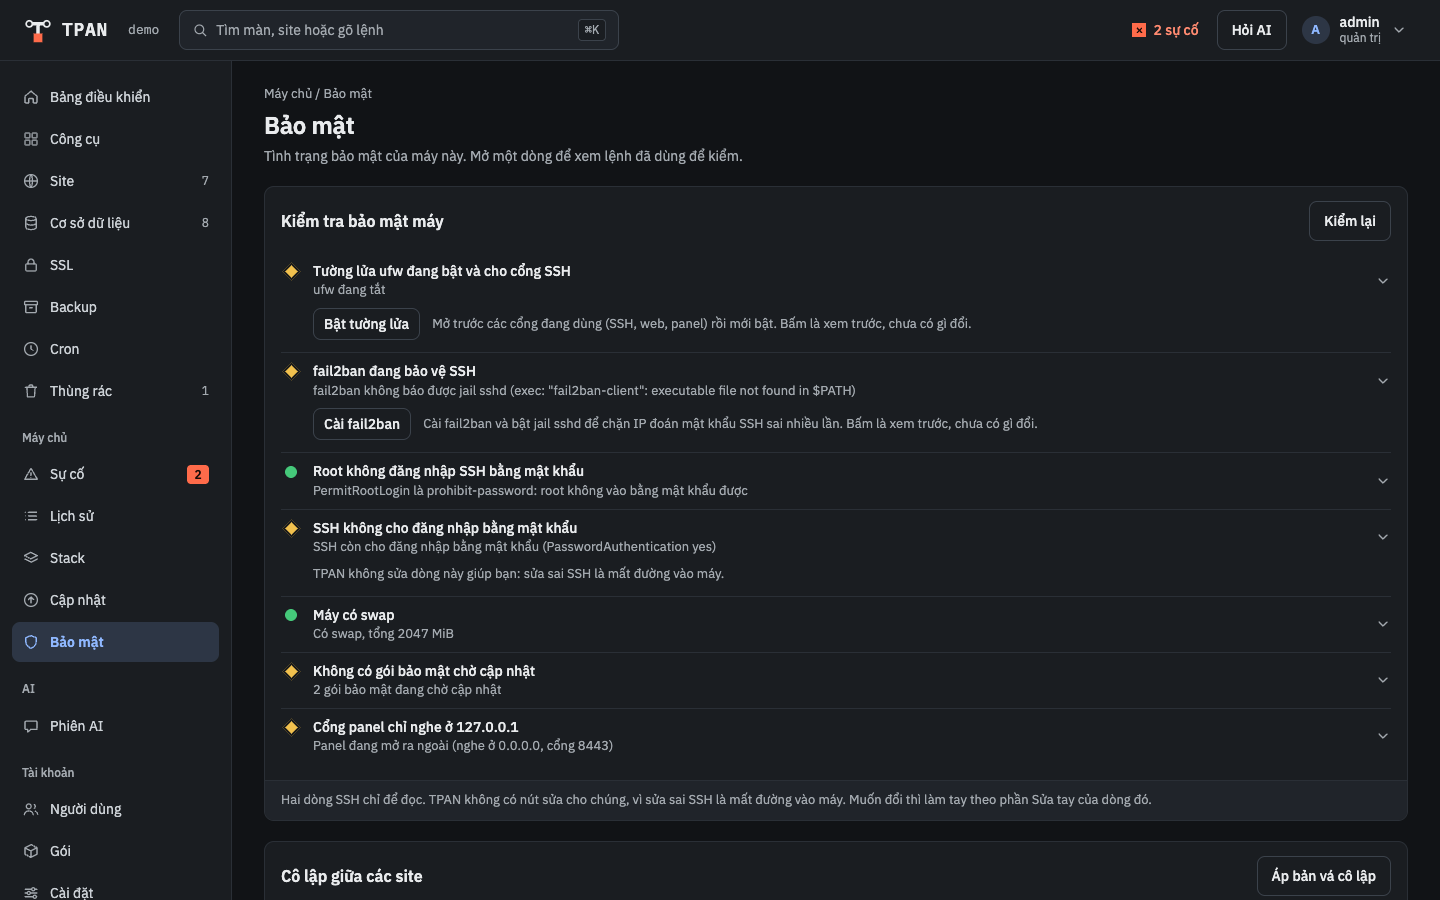 TPAN demo
Tìm màn, site hoặc gõ lệnh ⌘K
2 sự cố
Hỏi AI
A
admin
quản trị
Bảng điều khiển
Công cụ
Site 7
Cơ sở dữ liệu 8
SSL
Backup
Cron
Thùng rác 1
Máy chủ
Sự cố 2
Lịch sử
Stack
Cập nhật
Bảo mật
AI
Phiên AI
Tài khoản
Người dùng
Gói
Cài đặt
Máy chủ / Bảo mật
Bảo mật
Tình trạng bảo mật của máy này. Mở một dòng để xem lệnh đã dùng để kiểm.
Kiểm tra bảo mật máy
Kiểm lại
Tường lửa ufw đang bật và cho cổng SSH
ufw đang tắt
Bật tường lửa Mở trước các cổng đang dùng (SSH, web, panel) rồi mới bật. Bấm là xem trước, chưa có gì đổi.
fail2ban đang bảo vệ SSH
fail2ban không báo được jail sshd (exec: "fail2ban-client": executable file not found in $PATH)
Cài fail2ban Cài fail2ban và bật jail sshd để chặn IP đoán mật khẩu SSH sai nhiều lần. Bấm là xem trước, chưa có gì đổi.
Root không đăng nhập SSH bằng mật khẩu
PermitRootLogin là prohibit-password: root không vào bằng mật khẩu được
SSH không cho đăng nhập bằng mật khẩu
SSH còn cho đăng nhập bằng mật khẩu (PasswordAuthentication yes)
TPAN không sửa dòng này giúp bạn: sửa sai SSH là mất đường vào máy.
Máy có swap
Có swap, tổng 2047 MiB
Không có gói bảo mật chờ cập nhật
2 gói bảo mật đang chờ cập nhật
Cổng panel chỉ nghe ở 127.0.0.1
Panel đang mở ra ngoài (nghe ở 0.0.0.0, cổng 8443)
Hai dòng SSH chỉ để đọc. TPAN không có nút sửa cho chúng, vì sửa sai SSH là mất đường vào máy. Muốn đổi thì làm tay theo phần Sửa tay của dòng đó.
Cô lập giữa các site
Áp bản vá cô lập